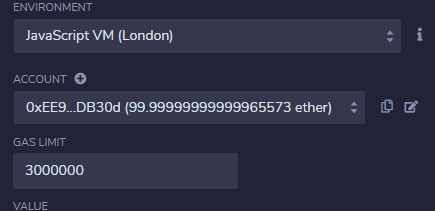 ENVIRONMENT
JavaScript VM (London)
ACCOUNT
0xEE9...DB30d (99.99999999999965573 ether)
GAS LIMIT
3000000
VALUE